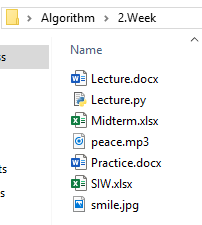 Algorithm > 2.Week
Name
Lecture.docx
Lecture.py
Midterm.xlsx
peace.mp3
Practice.docx
SIW.xlsx
smile.jpg